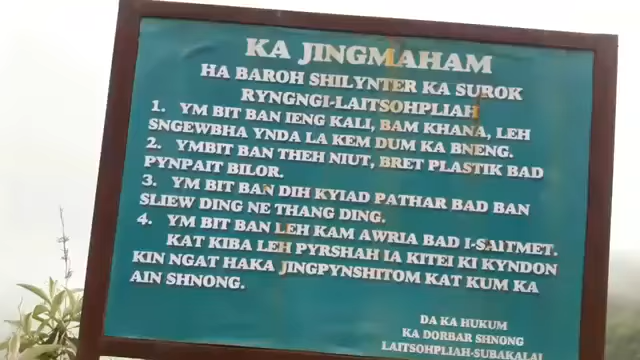 KA JINGMAHAM
HA BAROH SHILYNTER KA SUROK
RYNGNGI-LAITSOHPLIAH
1. YM BIT BAN IENG KALI, BAM KHANA, LEH
SNGEWBHA YNDA LA KEM DUM KA BNENG.
2. YMBIT BAN THEH NIUT, BRET PLASTIK BAD
PYNPAIT BILOR.
3. YM BIT BAN DIH KYIAD PATHAR BAD BAN
SLIEW DING NE THANG DING.
4. YM BIT BAN LEH KAM AWRIA BAD I-SAITMET.
KAT KIBA LEH PYRSHAH IA KITEI KI KYNDON
KIN NGAT HAKA JINGPYNSHITOM KAT KUM KA
AIN SHNONG.
DA KA HUKUM
KA DORBAR SHNONG
LAITSOHPLIAH-SUBAKALAI